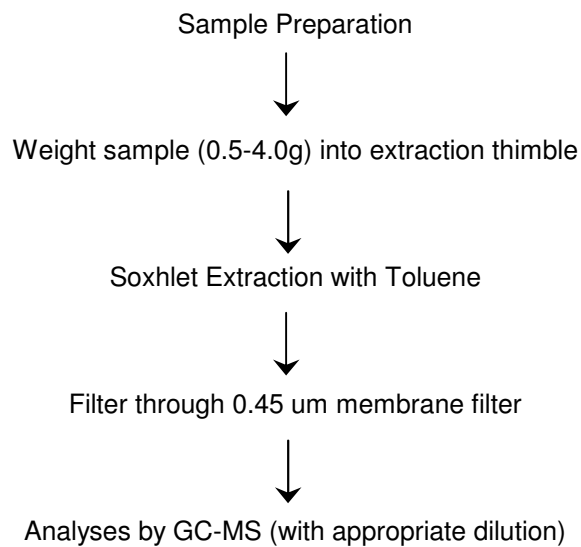 Sample Preparation
Weight sample (0.5-4.0g) into extraction thimble
Soxhlet Extraction with Toluene
Filter through 0.45 um membrane filter
Analyses by GC-MS (with appropriate dilution)